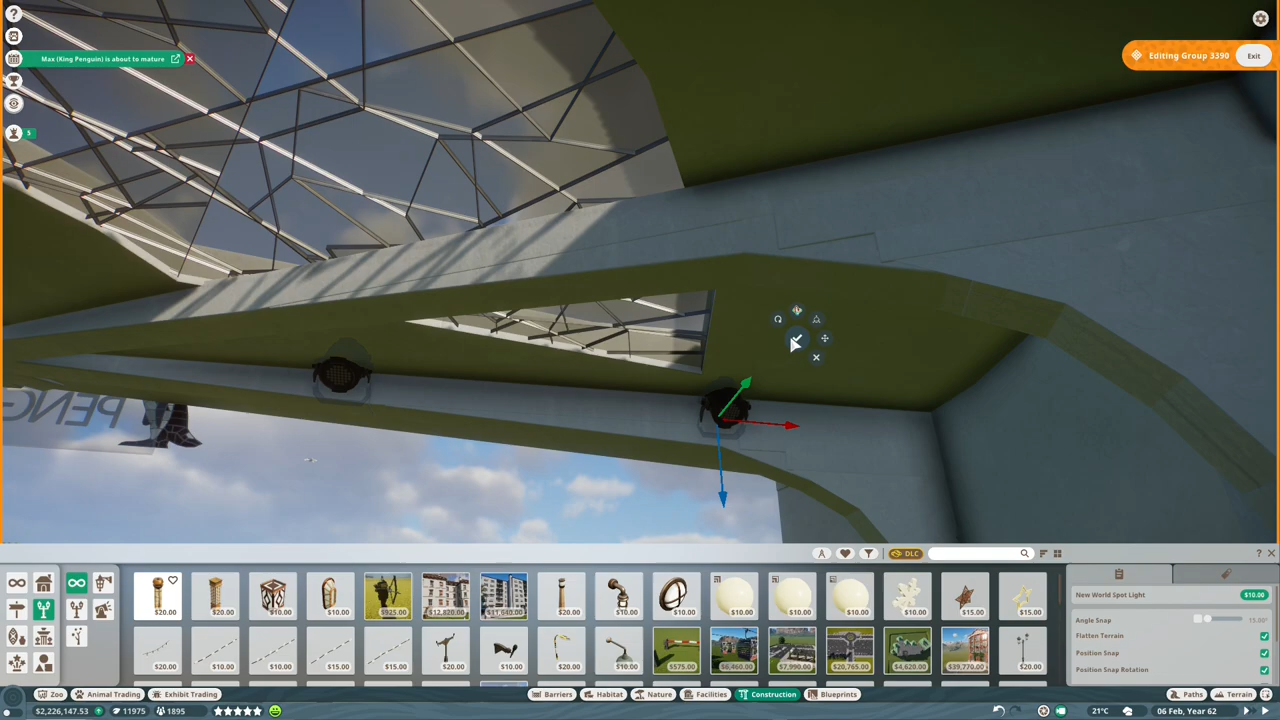 Max (King Penguin) is about to mature
5
Editing Group 3390
Exit
PENG
DLC
$20.00
$20.00
$10.00
$10.00
$925.00
$12,820.00
$11,640.00
$20.00
$10.00
$10.00
$10.00
$10.00
$10.00
$10.00
$15.00
$10.00
$20.00
$10.00
$10.00
$15.00
$15.00
$20.00
$10.00
$20.00
$10.00
$575.00
$6,460.00
$7,990.00
$20,765.00
$4,620.00
$39,770.00
$20.00
New World Spot Light
$10.00
Angle Snap
15.00°
Flatten Terrain
Position Snap
Position Snap Rotation
Zoo
Animal Trading
Exhibit Trading
Barriers
Habitat
Nature
Facilities
Construction
Blueprints
Paths
Terrain
$2,226,147.53
11975
1895
21°C
06 Feb, Year 62